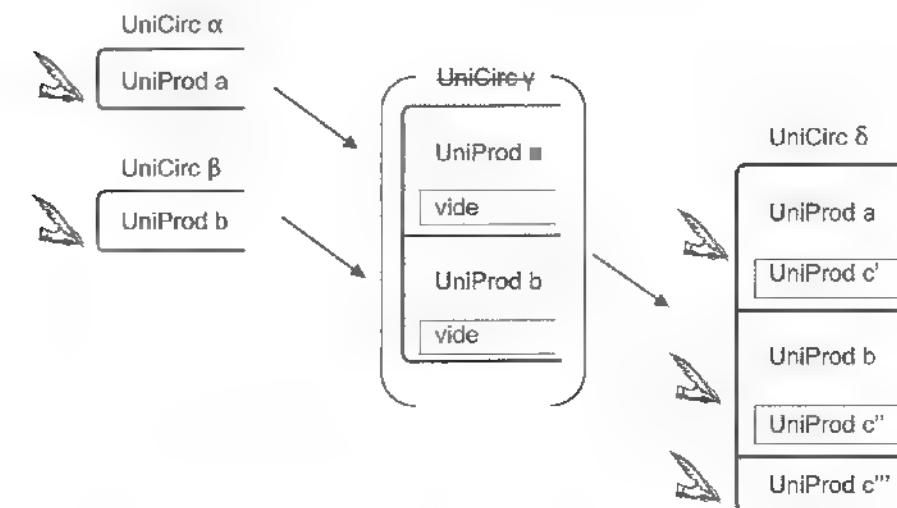 UniCirc α
UniProd a
UniCirc β
UniProd b
UniCirc γ
UniProd ■
vide
UniProd b
vide
UniCirc δ
UniProd a
UniProd c'
UniProd b
UniProd c''
UniProd c'''